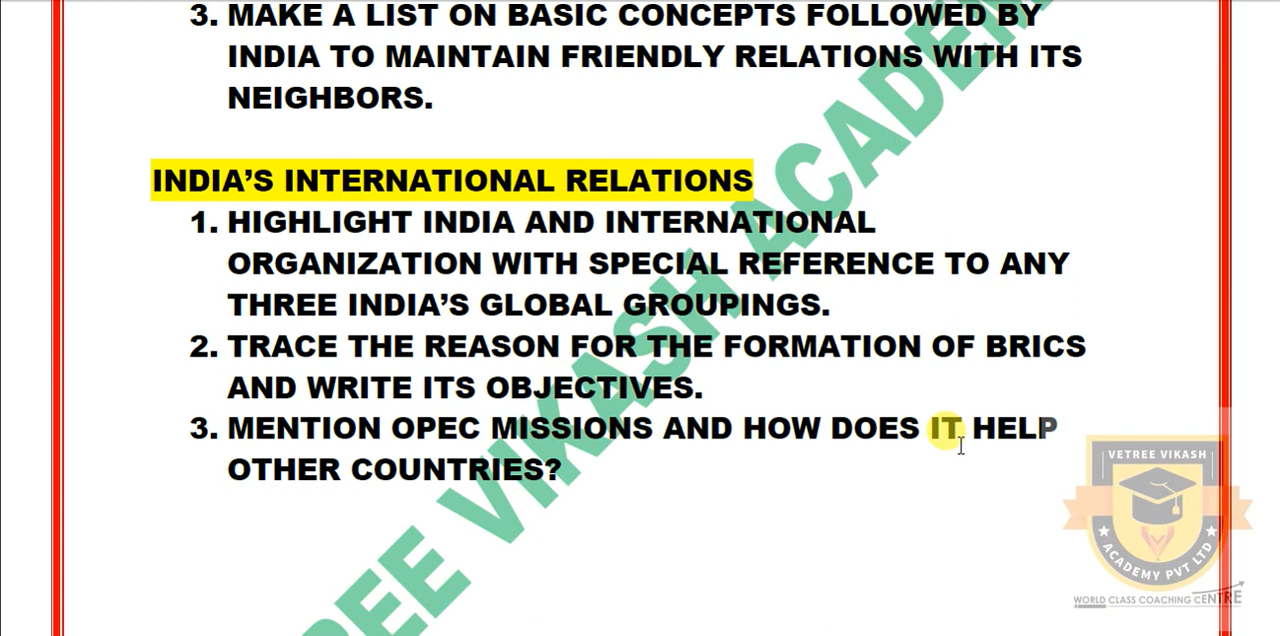 3. MAKE A LIST ON BASIC CONCEPTS FOLLOWED BY
INDIA TO MAINTAIN FRIENDLY RELATIONS WITH ITS
NEIGHBORS.
INDIA’S INTERNATIONAL RELATIONS
1. HIGHLIGHT INDIA AND INTERNATIONAL
ORGANIZATION WITH SPECIAL REFERENCE TO ANY
THREE INDIA’S GLOBAL GROUPINGS.
2. TRACE THE REASON FOR THE FORMATION OF BRICS
AND WRITE ITS OBJECTIVES.
3. MENTION OPEC MISSIONS AND HOW DOES IT HELP
OTHER COUNTRIES?
REE VIKASH ACADEM
VETREE VIKASH
ACADEMY PVT LTD
WORLD CLASS COACHING CENTRE